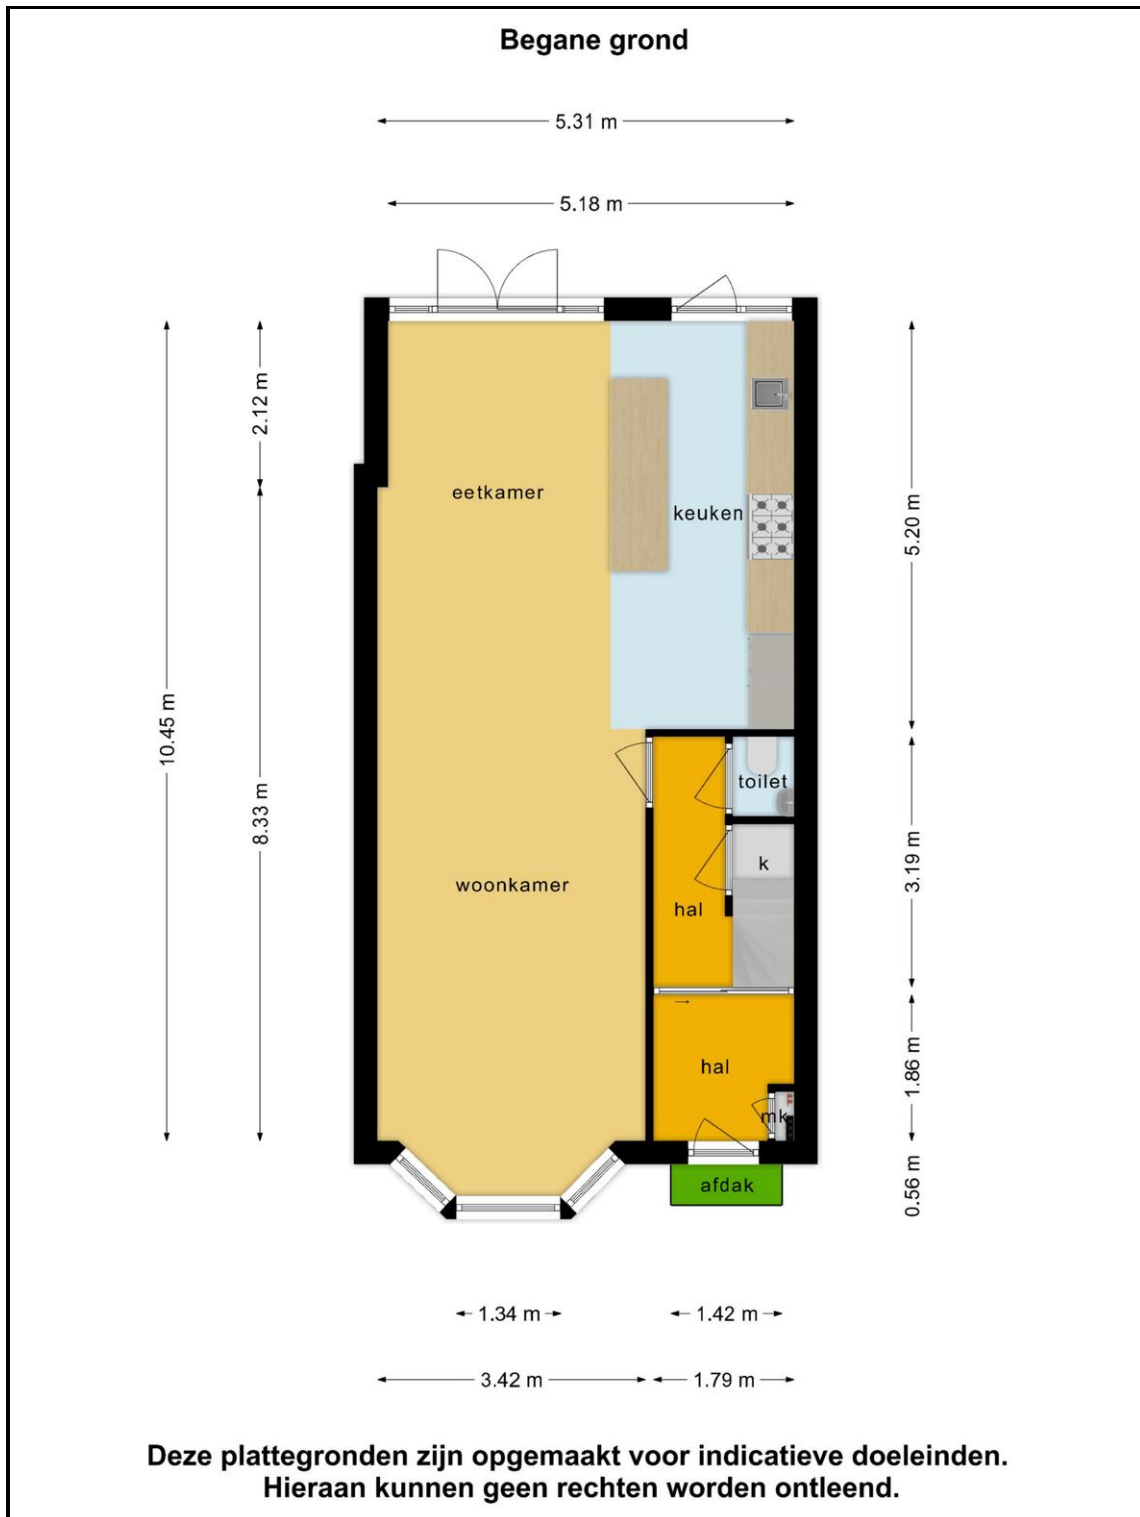 Begane grond
5.31 m
5.18 m
2.12 m
eetkamer
keuken
5.20 m
10.45 m
8.33 m
toilet
k
3.19 m
woonkamer
hal
hal
1.86 m
mk
afdak
0.56 m
1.34 m
1.42 m
3.42 m
1.79 m
Deze plattegronden zijn opgemaakt voor indicatieve doeleinden.
Hieraan kunnen geen rechten worden ontleend.